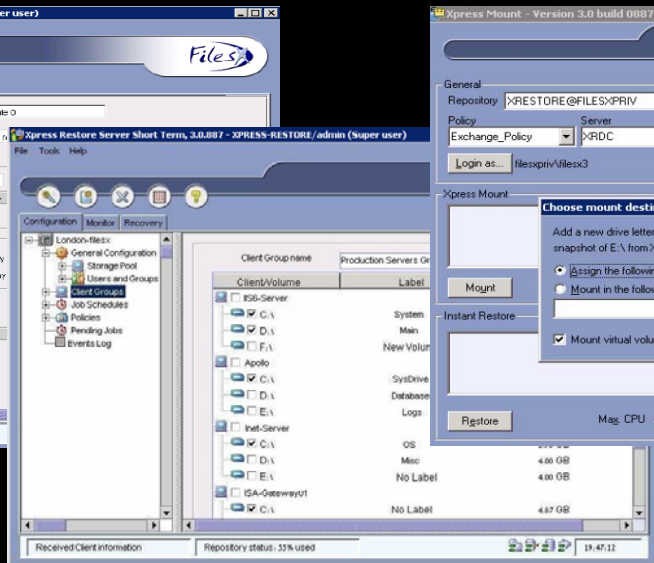 er user)
FilesX
Xpress Mount - Version 3.0 build 0887
General
Repository XRESTORE@FILESXPRIV
Policy Server
Exchange_Policy XRDC
Login as... filesxpriv\filesx3
Xpress Mount
Mount
Choose mount destin
Add a new drive letter
snapshot of E:\ from X
Assign the followin
Mount in the follow
Mount virtual volu
Instant Restore
Restore Max. CPU
Xpress Restore Server Short Term, 3.0.887 - XPRESS-RESTORE/admin (Super user)
File Tools Help
Configuration Monitor Recovery
London-filesx
General Configuration
Storage Pool
Users and Groups
Client Groups
Job Schedules
Policies
Pending Jobs
Events Log
Client Group name Production Servers Gr
Client/Volume Label
IIS6-Server
C:\ System
D:\ Main
F:\ New Volum
Apollo
C:\ SysDrive
D:\ Database
E:\ Logs
Inet-Server
C:\ OS
D:\ Misc 4.00 GB
E:\ No Label 4.00 GB
ISA-Gateway01
C:\ No Label 4.87 GB
Received Client information Repository status: 55% used 19:47:12